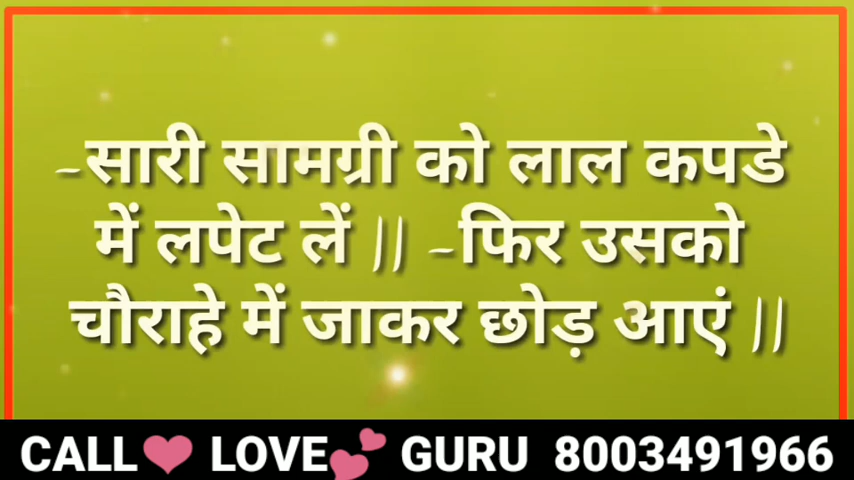 -सारी सामग्री को लाल कपडे
में लपेट लें || -फिर उसको
चौराहे में जाकर छोड़ आएं ||
CALL❤️ LOVE💕 GURU 8003491966